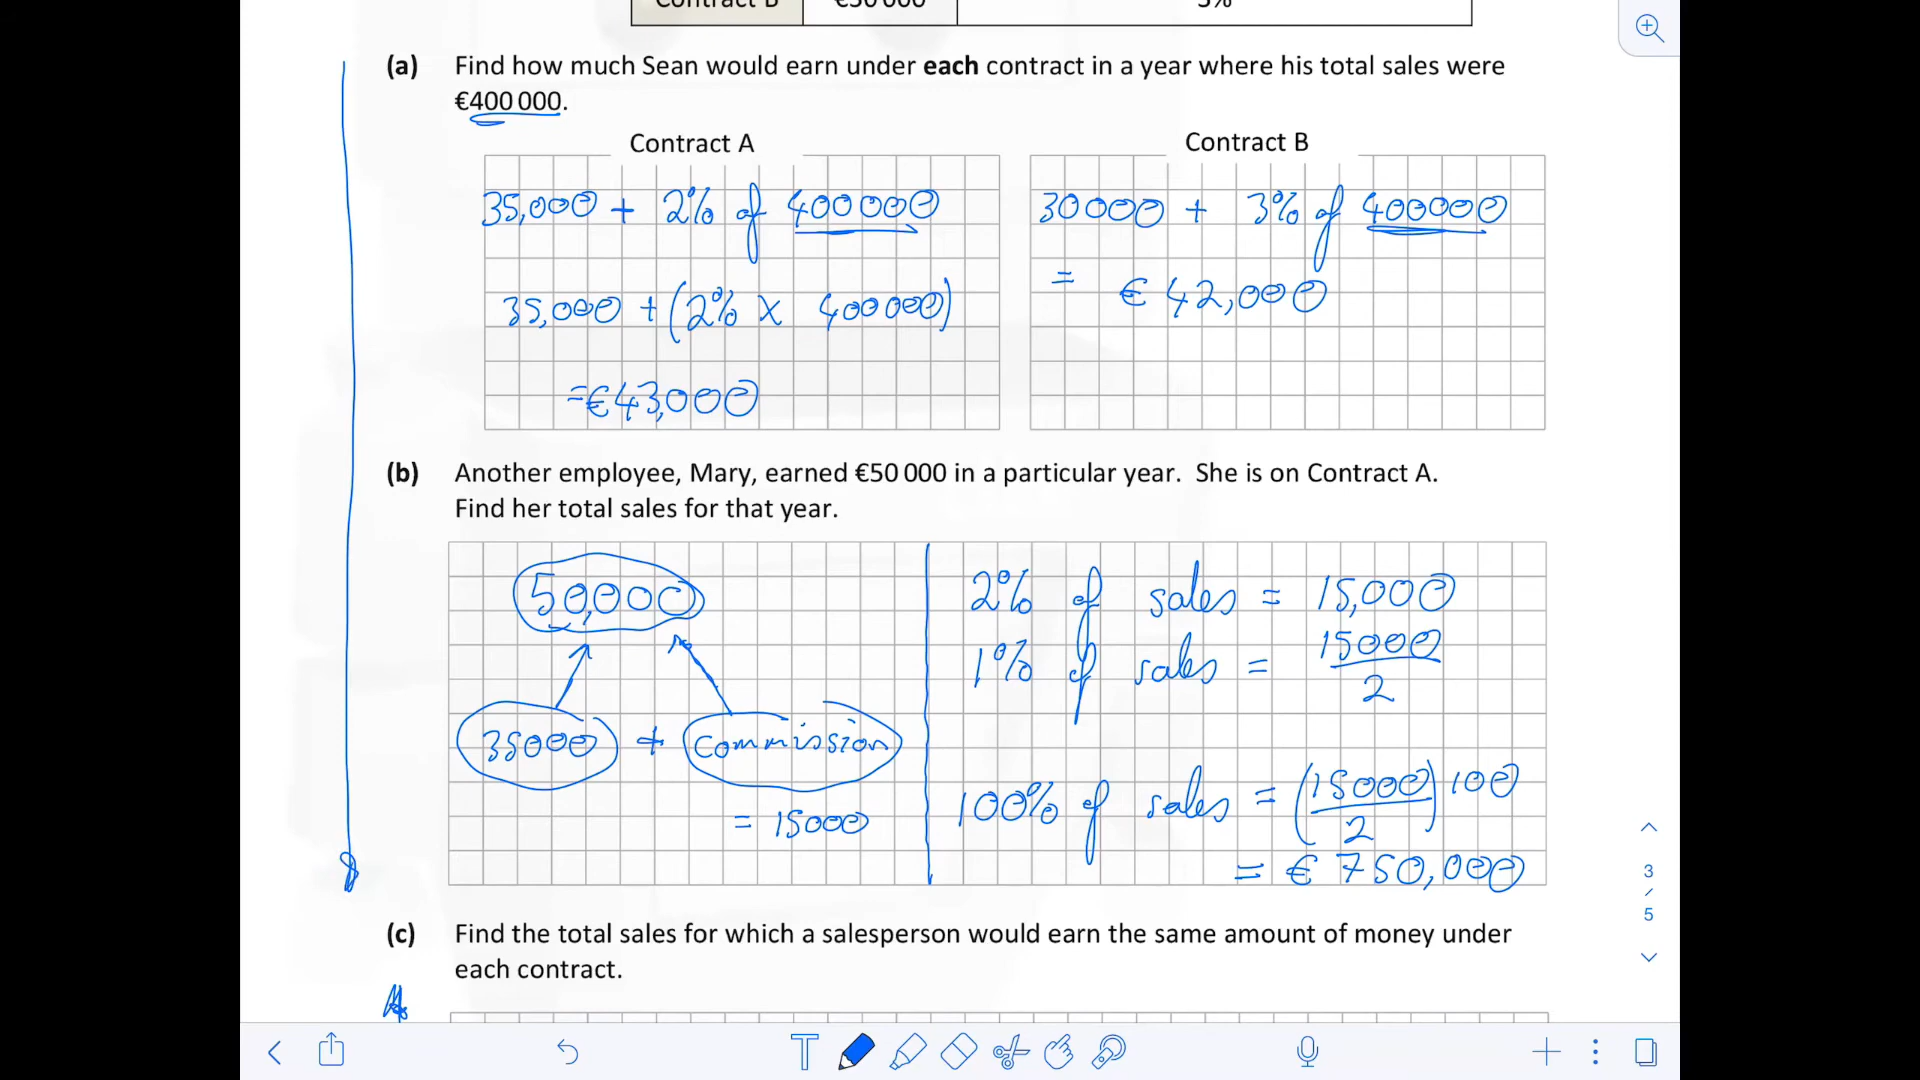 Contract B €30 000 3%
(a) Find how much Sean would earn under each contract in a year where his total sales were
€400 000.
Contract A
35,000 + 2% of 400000
35,000 + (2% x 400000)
=€43,000
Contract B
30000 + 3% of 400000
= €42,000
(b) Another employee, Mary, earned €50 000 in a particular year. She is on Contract A.
Find her total sales for that year.
50,000
35000 + Commission
= 15000
2% of sales = 15,000
1% of sales = 15000/2
100% of sales = (15000/2) 100
= €750,000
(c) Find the total sales for which a salesperson would earn the same amount of money under
each contract.
3
/
5
T